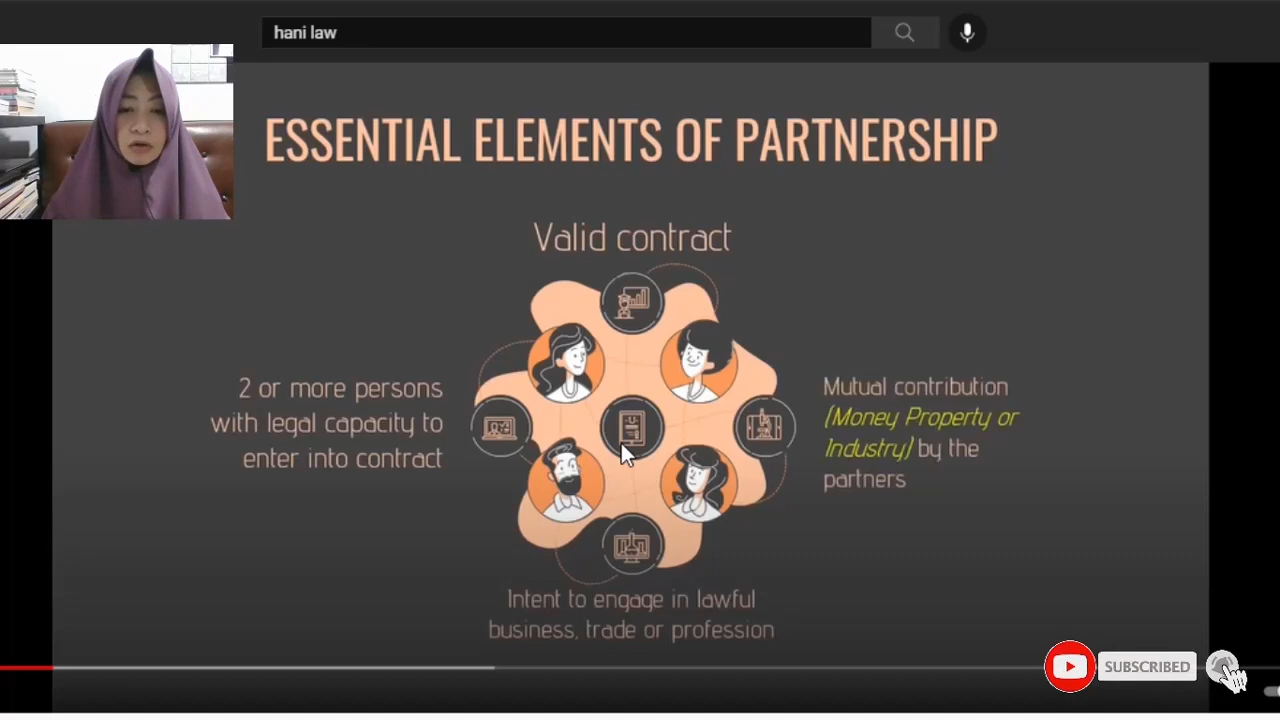 hani law
ESSENTIAL ELEMENTS OF PARTNERSHIP
Valid contract
2 or more persons
with legal capacity to
enter into contract
Mutual contribution
(Money Property or
Industry) by the
partners
Intent to engage in lawful
business, trade or profession
SUBSCRIBED